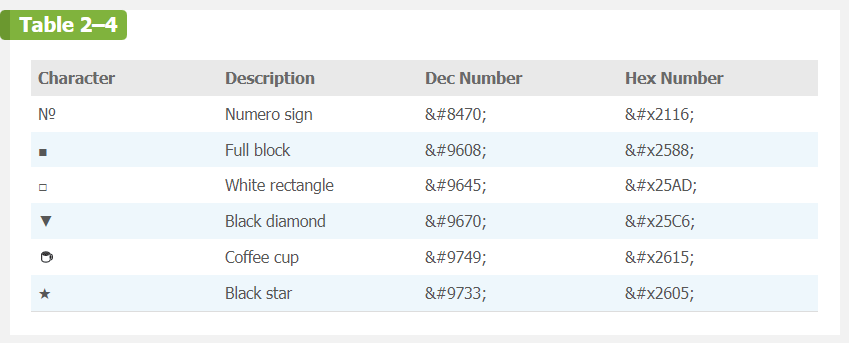 Table 2–4
Character Description Dec Number Hex Number
№ Numero sign &#8470; &#x2116;
■ Full block &#9608; &#x2588;
□ White rectangle &#9645; &#x25AD;
▼ Black diamond &#9670; &#x25C6;
☕ Coffee cup &#9749; &#x2615;
★ Black star &#9733; &#x2605;